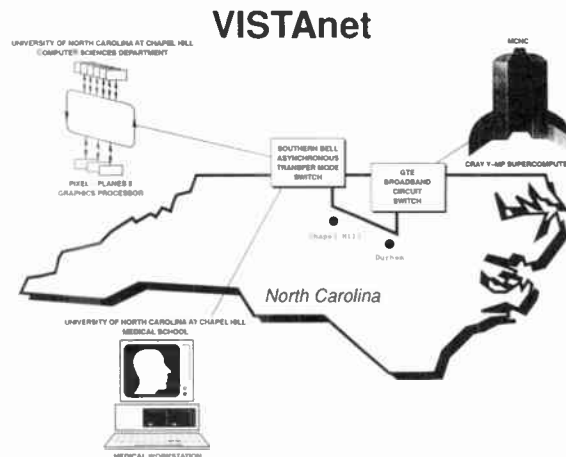 VISTAnet
UNIVERSITY OF NORTH CAROLINA AT CHAPEL HILL
COMPUTER SCIENCES DEPARTMENT
MCNC
SOUTHERN BELL
ASYNCHRONOUS
TRANSFER MODE
SWITCH
GTE
BROADBAND
CIRCUIT
SWITCH
CRAY Y-MP SUPERCOMPUTE
PIXEL - PLANES 5
GRAPHICS PROCESSOR
Chapel Hill
Durham
North Carolina
UNIVERSITY OF NORTH CAROLINA AT CHAPEL HILL
MEDICAL SCHOOL
MEDICAL WORKSTATION